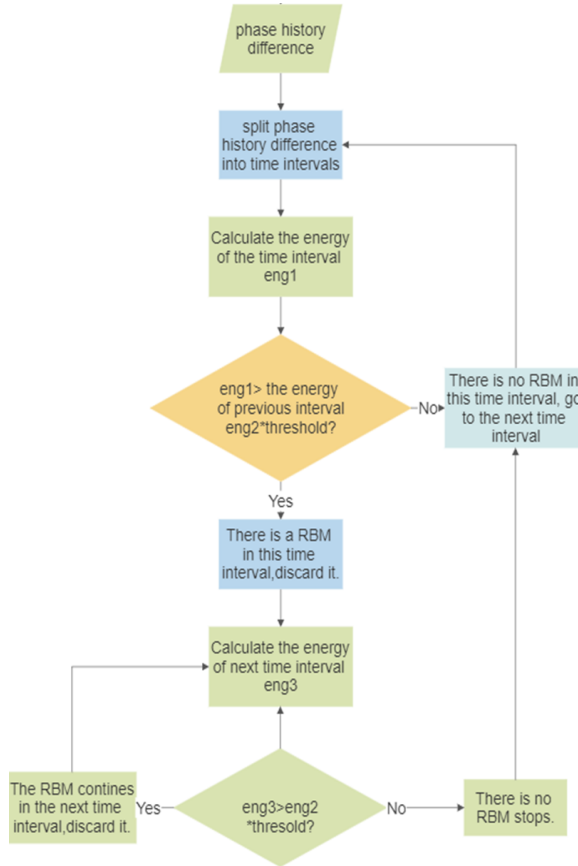 phase history
difference
split phase
history difference
into time intervals
Calculate the energy
of the time interval
eng1
eng1> the energy
of previous interval
eng2*threshold?
No
There is no RBM in
this time interval, go
to the next time
interval
Yes
There is a RBM
in this time
interval,discard it.
Calculate the energy
of next time interval
eng3
The RBM contines
in the next time
interval,discard it.
Yes
eng3>eng2
*thresold?
No
There is no
RBM stops.